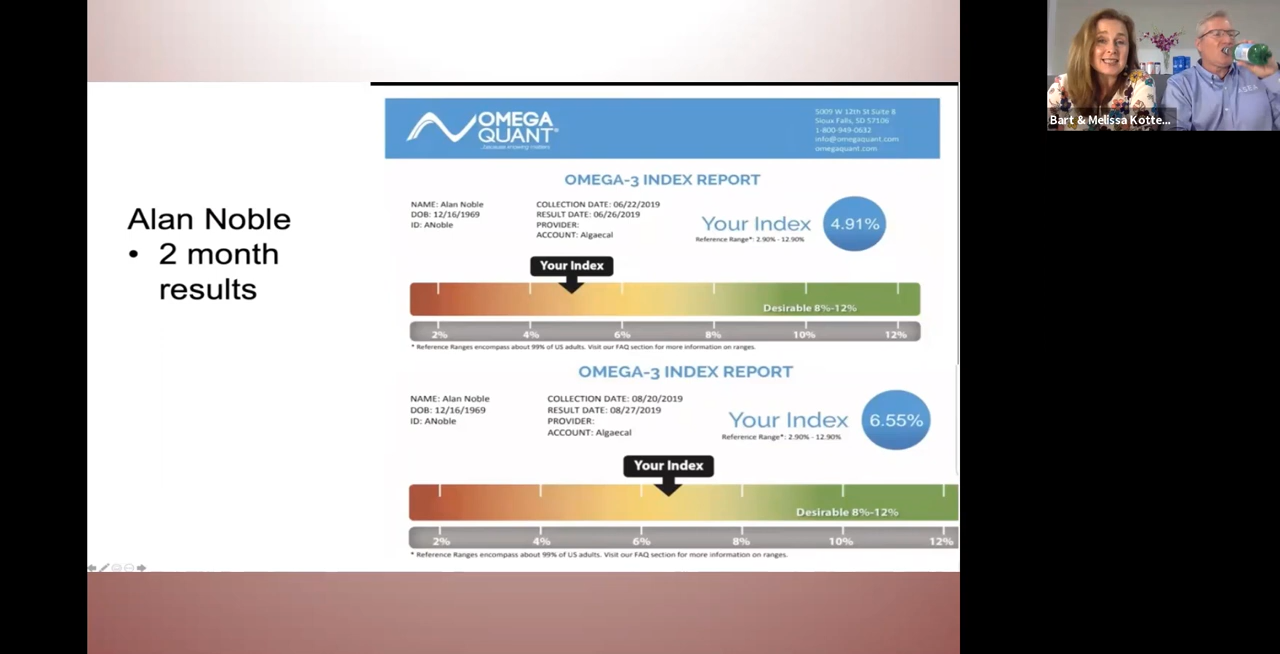 Alan Noble
• 2 month
results
OMEGA
QUANT®
...because knowing matters
5009 W 12th St Suite 8
Sioux Falls, SD 57106
1-800-949-0632
info@omegaquant.com
omegaquant.com
OMEGA-3 INDEX REPORT
NAME: Alan Noble
DOB: 12/16/1969
ID: ANoble
COLLECTION DATE: 06/22/2019
RESULT DATE: 06/26/2019
PROVIDER:
ACCOUNT: Algaecal
Your Index 4.91%
Reference Range*: 2.90% - 12.90%
Your Index
Desirable 8%-12%
2% 4% 6% 8% 10% 12%
* Reference Ranges encompass about 99% of US adults. Visit our FAQ section for more information on ranges.
OMEGA-3 INDEX REPORT
NAME: Alan Noble
DOB: 12/16/1969
ID: ANoble
COLLECTION DATE: 08/20/2019
RESULT DATE: 08/27/2019
PROVIDER:
ACCOUNT: Algaecal
Your Index 6.55%
Reference Range*: 2.90% - 12.90%
Your Index
Desirable 8%-12%
2% 4% 6% 8% 10% 12%
* Reference Ranges encompass about 99% of US adults. Visit our FAQ section for more information on ranges.
Bart & Melissa Kotte...